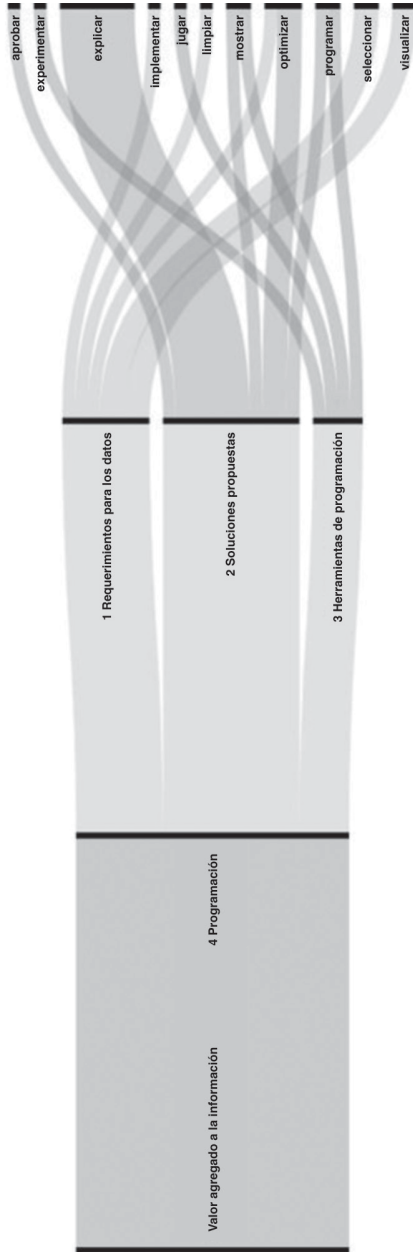 aprobar
experimentar
explicar
implementar
jugar
limpiar
mostrar
optimizar
programar
seleccionar
visualizar
1 Requerimientos para los datos
2 Soluciones propuestas
3 Herramientas de programación
4 Programación
Valor agregado a la información